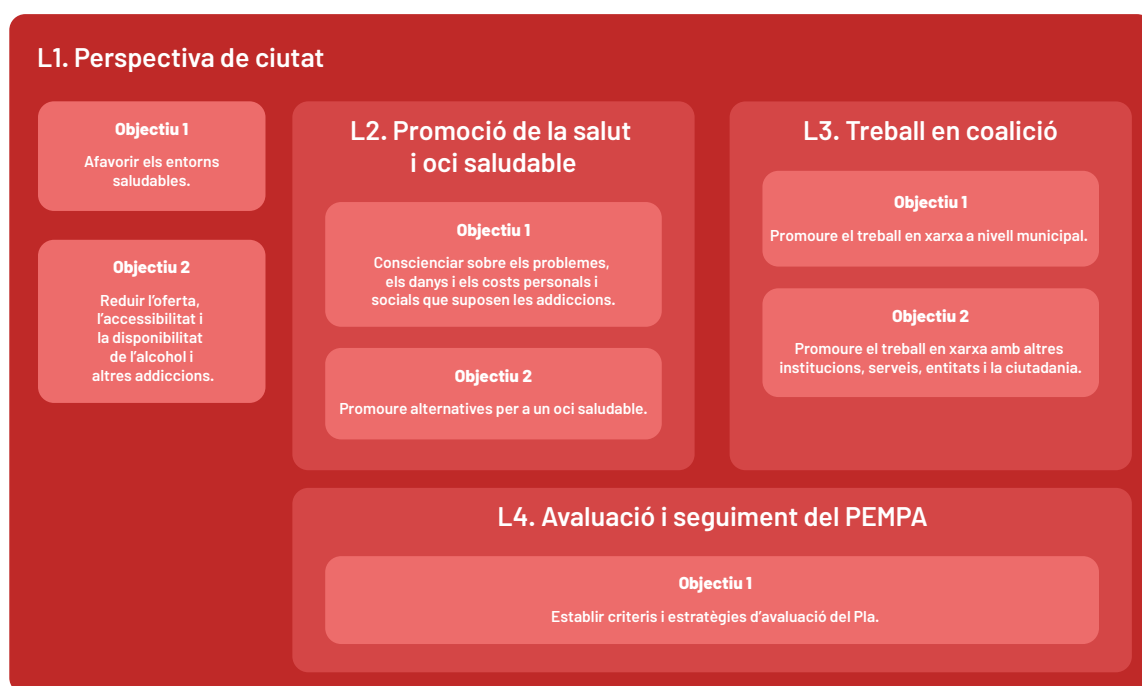 L1. Perspectiva de ciutat
Objectiu 1
Afavorir els entorns
saludables.
Objectiu 2
Reduir l’oferta,
l’accessibilitat i
la disponibilitat
de l’alcohol i
altres addiccions.
L2. Promoció de la salut
i oci saludable
Objectiu 1
Conscienciar sobre els problemes,
els danys i els costs personals i
socials que suposen les addiccions.
Objectiu 2
Promoure alternatives per a un oci saludable.
L3. Treball en coalició
Objectiu 1
Promoure el treball en xarxa a nivell municipal.
Objectiu 2
Promoure el treball en xarxa amb altres
institucions, serveis, entitats i la ciutadania.
L4. Avaluació i seguiment del PEMPA
Objectiu 1
Establir criteris i estratègies d’avaluació del Pla.